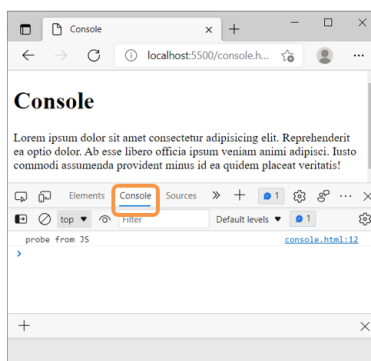 Console
localhost:5500/console.h...
Console
Lorem ipsum dolor sit amet consectetur adipisicing elit. Reprehenderit
ea optio dolor. Ab esse libero officia ipsum veniam animi adipisci. Iusto
commodi assumenda provident minus id ea quidem placeat veritatis!
Elements Console Sources 1
top Filter Default levels 1
probe from JS console.html:12